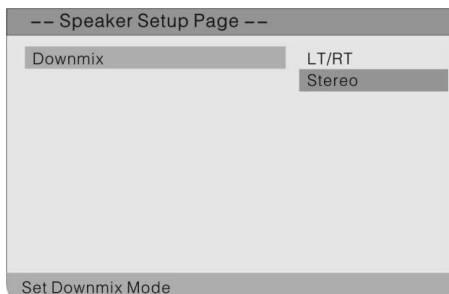 -- Speaker Setup Page --
Downmix
LT/RT
Stereo
Set Downmix Mode